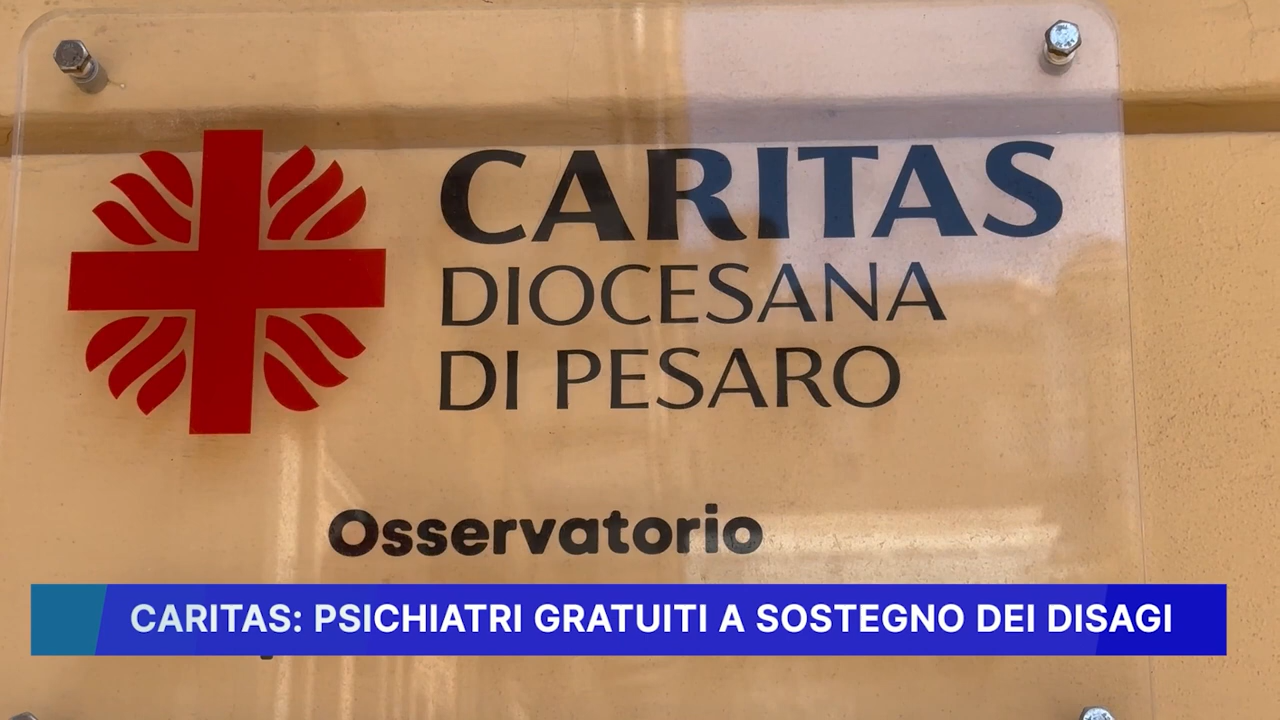 CARITAS
DIOCESANA
DI PESARO
Osservatorio
CARITAS: PSICHIATRI GRATUITI A SOSTEGNO DEI DISAGI